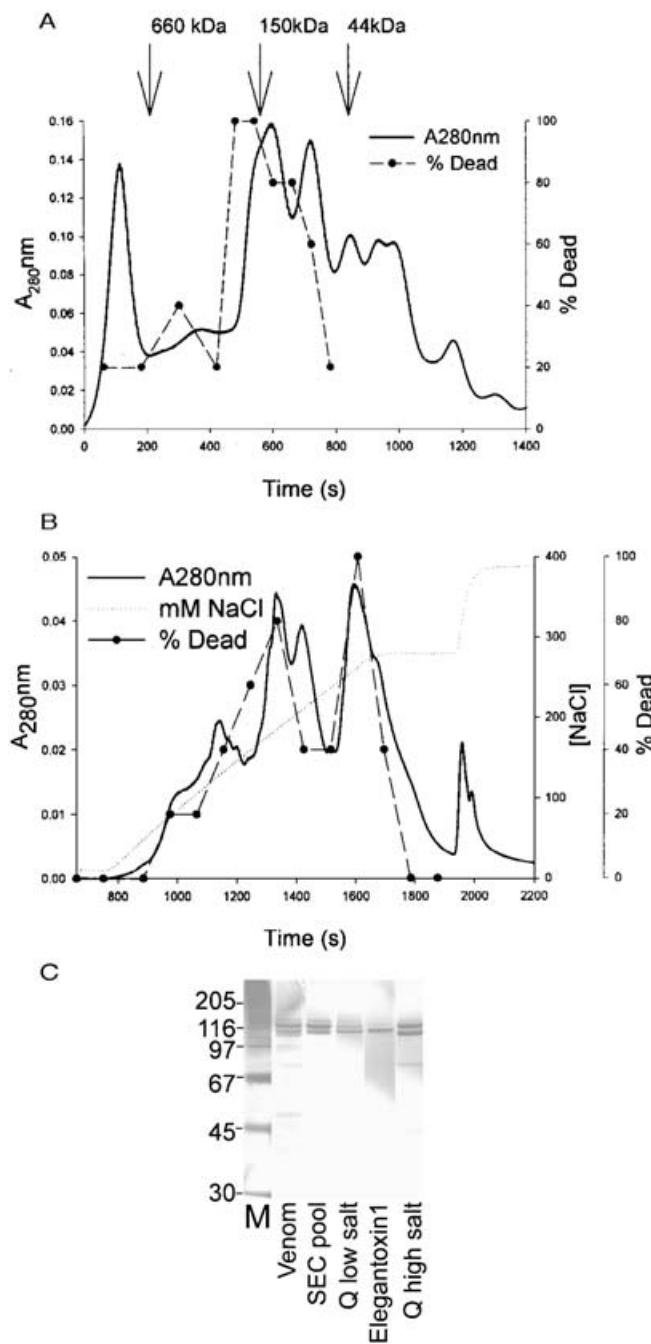 A
660 kDa 150kDa 44kDa
A280nm
% Dead
0.16
0.14
0.12
0.10
0.08
0.06
0.04
0.02
0.00
A280nm
100
80
60
40
20
0
% Dead
0 200 400 600 800 1000 1200 1400
Time (s)
B
A280nm
mM NaCl
% Dead
0.05
0.04
0.03
0.02
0.01
0.00
A280nm
400
300
200
100
0
[NaCl]
100
80
60
40
20
0
% Dead
800 1000 1200 1400 1600 1800 2000 2200
Time (s)
C
205
116
97
67
45
30
M
Venom
SEC pool
Q low salt
Elegantoxin1
Q high salt